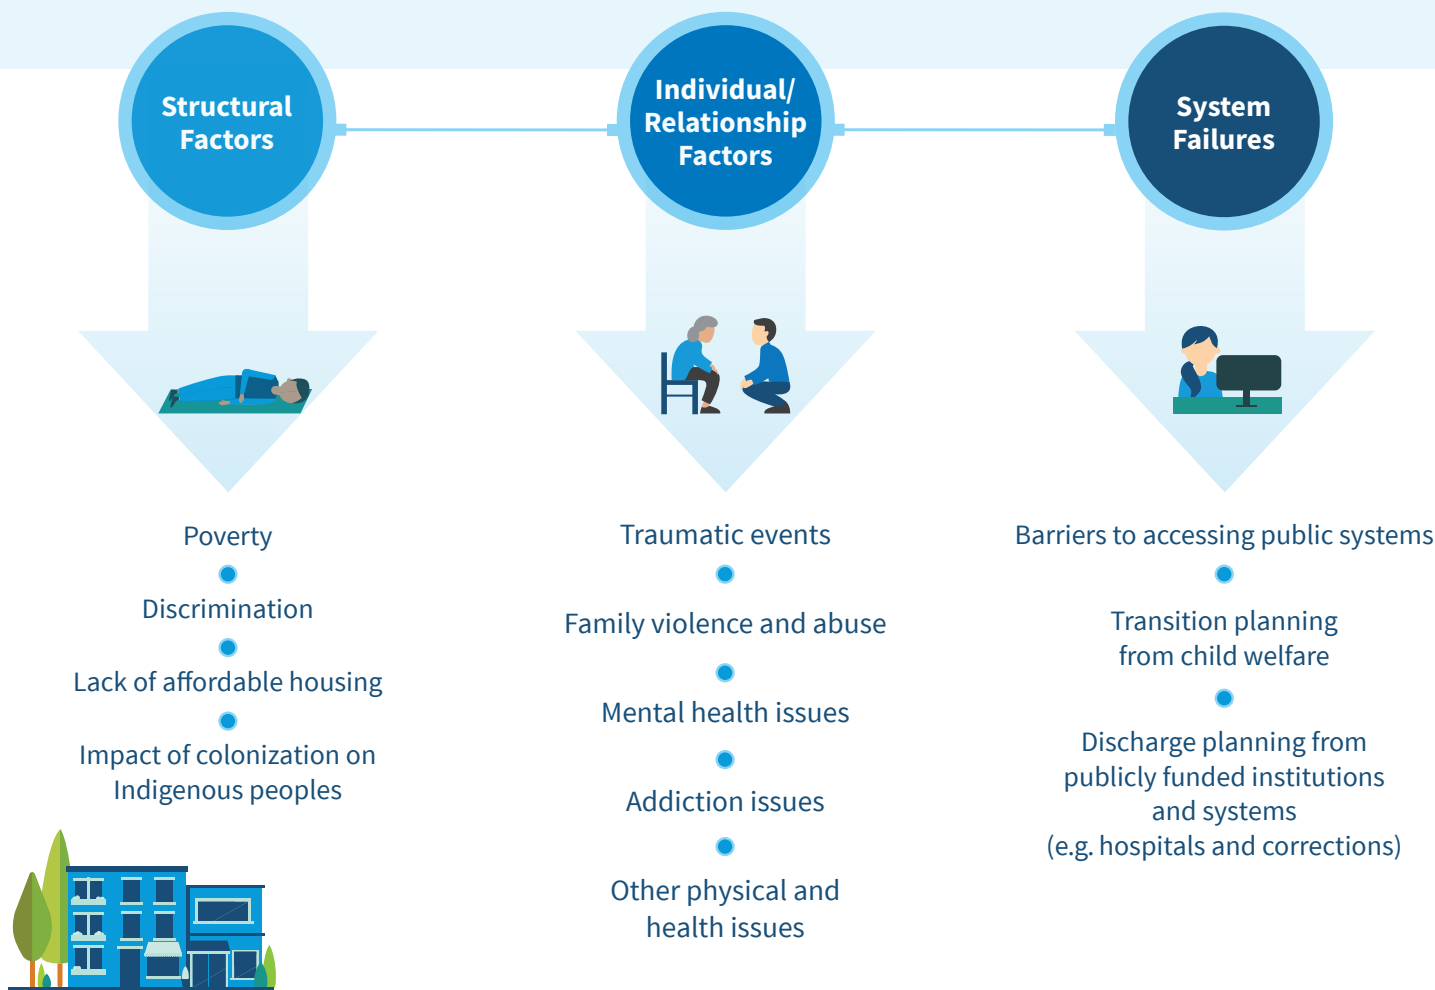 Structural
Factors
Individual/
Relationship
Factors
System
Failures
Poverty
Discrimination
Lack of affordable housing
Impact of colonization on
Indigenous peoples
Traumatic events
Family violence and abuse
Mental health issues
Addiction issues
Other physical and
health issues
Barriers to accessing public systems
Transition planning
from child welfare
Discharge planning from
publicly funded institutions
and systems
(e.g. hospitals and corrections)